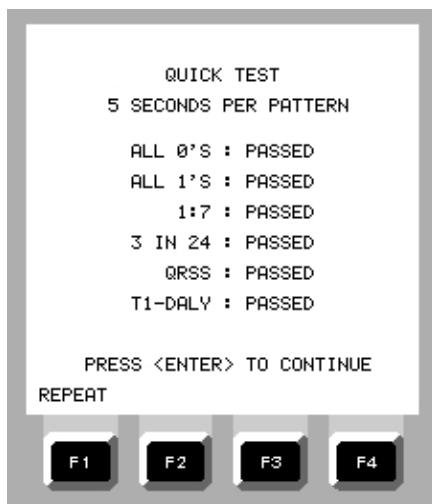 QUICK TEST
5 SECONDS PER PATTERN
ALL 0'S : PASSED
ALL 1'S : PASSED
1:7 : PASSED
3 IN 24 : PASSED
QRSS : PASSED
T1-DALY : PASSED
PRESS <ENTER> TO CONTINUE
REPEAT
F1 F2 F3 F4